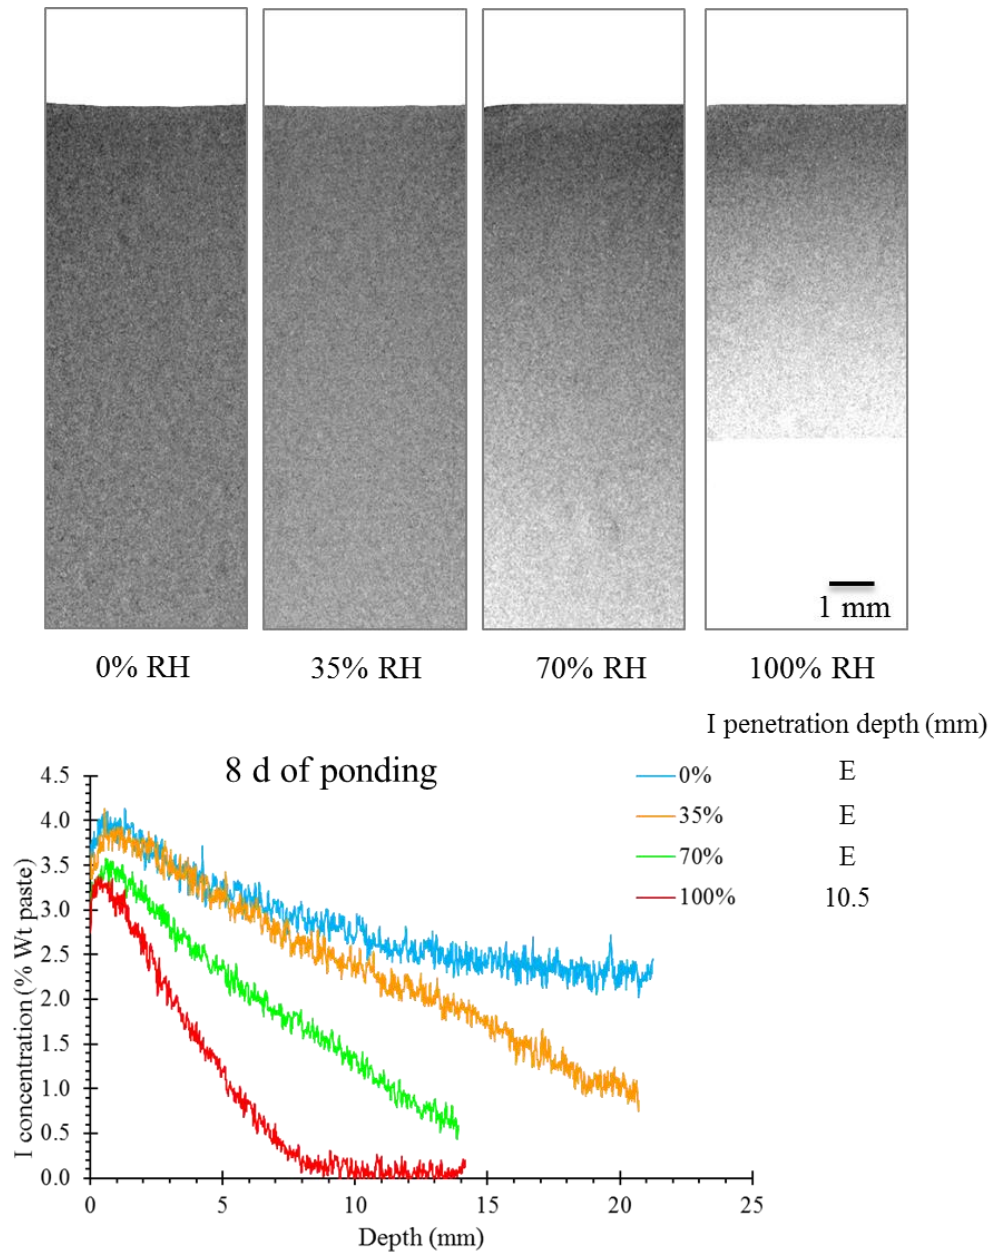 1 mm
0% RH
35% RH
70% RH
100% RH
I penetration depth (mm)
8 d of ponding
0% E
35% E
70% E
100% 10.5
I concentration (% Wt paste)
4.5
4.0
3.5
3.0
2.5
2.0
1.5
1.0
0.5
0.0
0 5 10 15 20 25
Depth (mm)